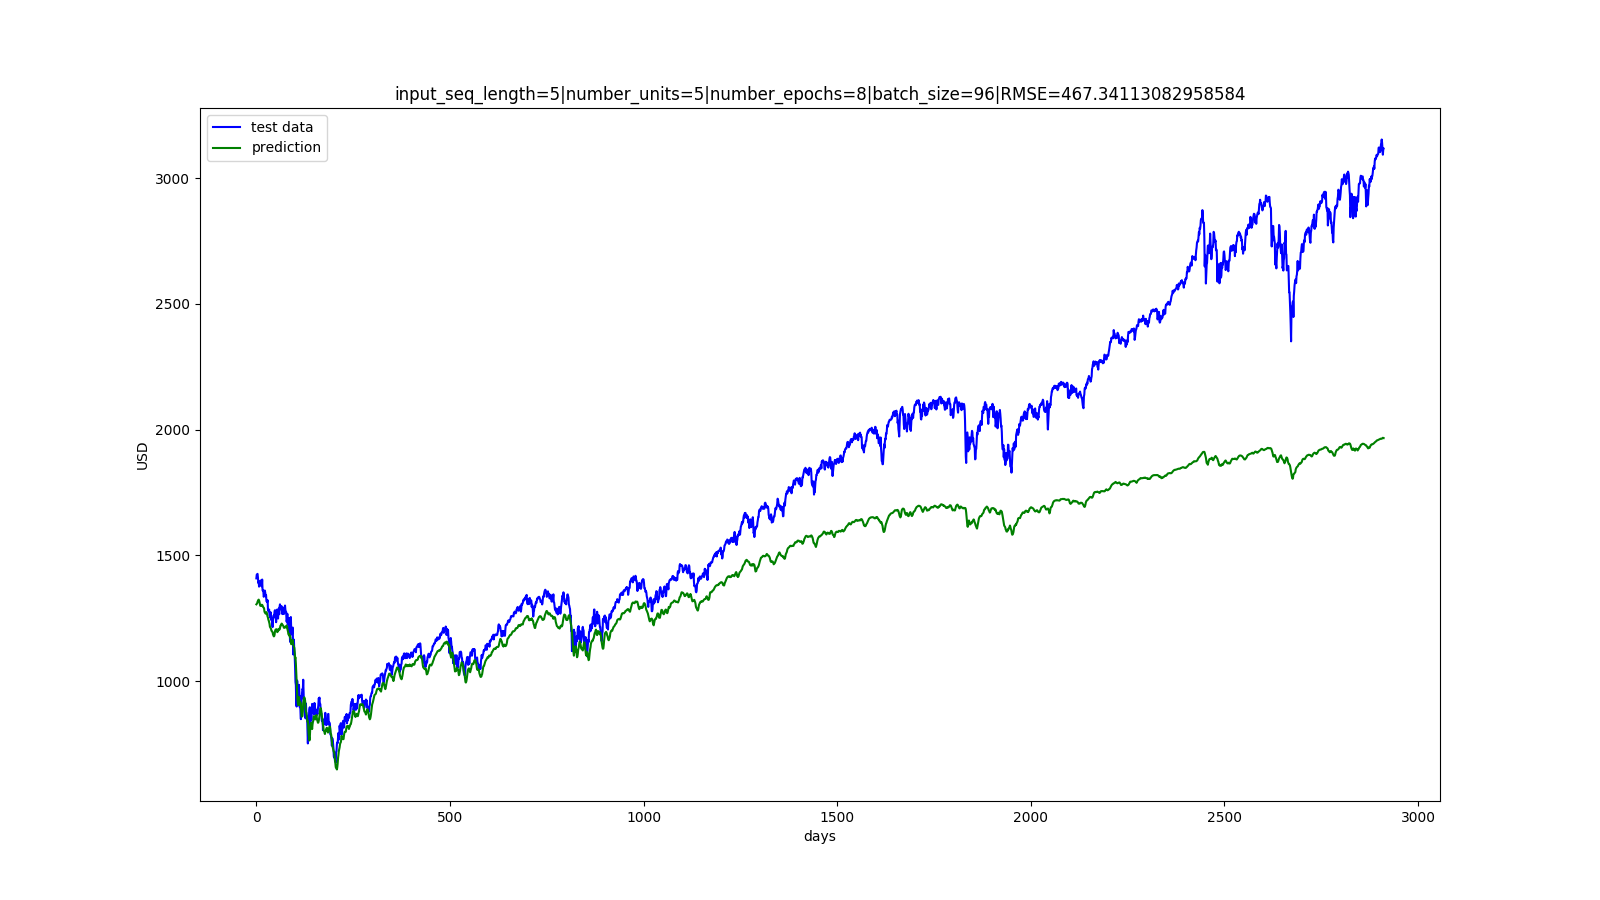 input_seq_length=5|number_units=5|number_epochs=8|batch_size=96|RMSE=467.34113082958584
test data
prediction
3000
2500
2000
1500
1000
USD
0 500 1000 1500 2000 2500 3000
days